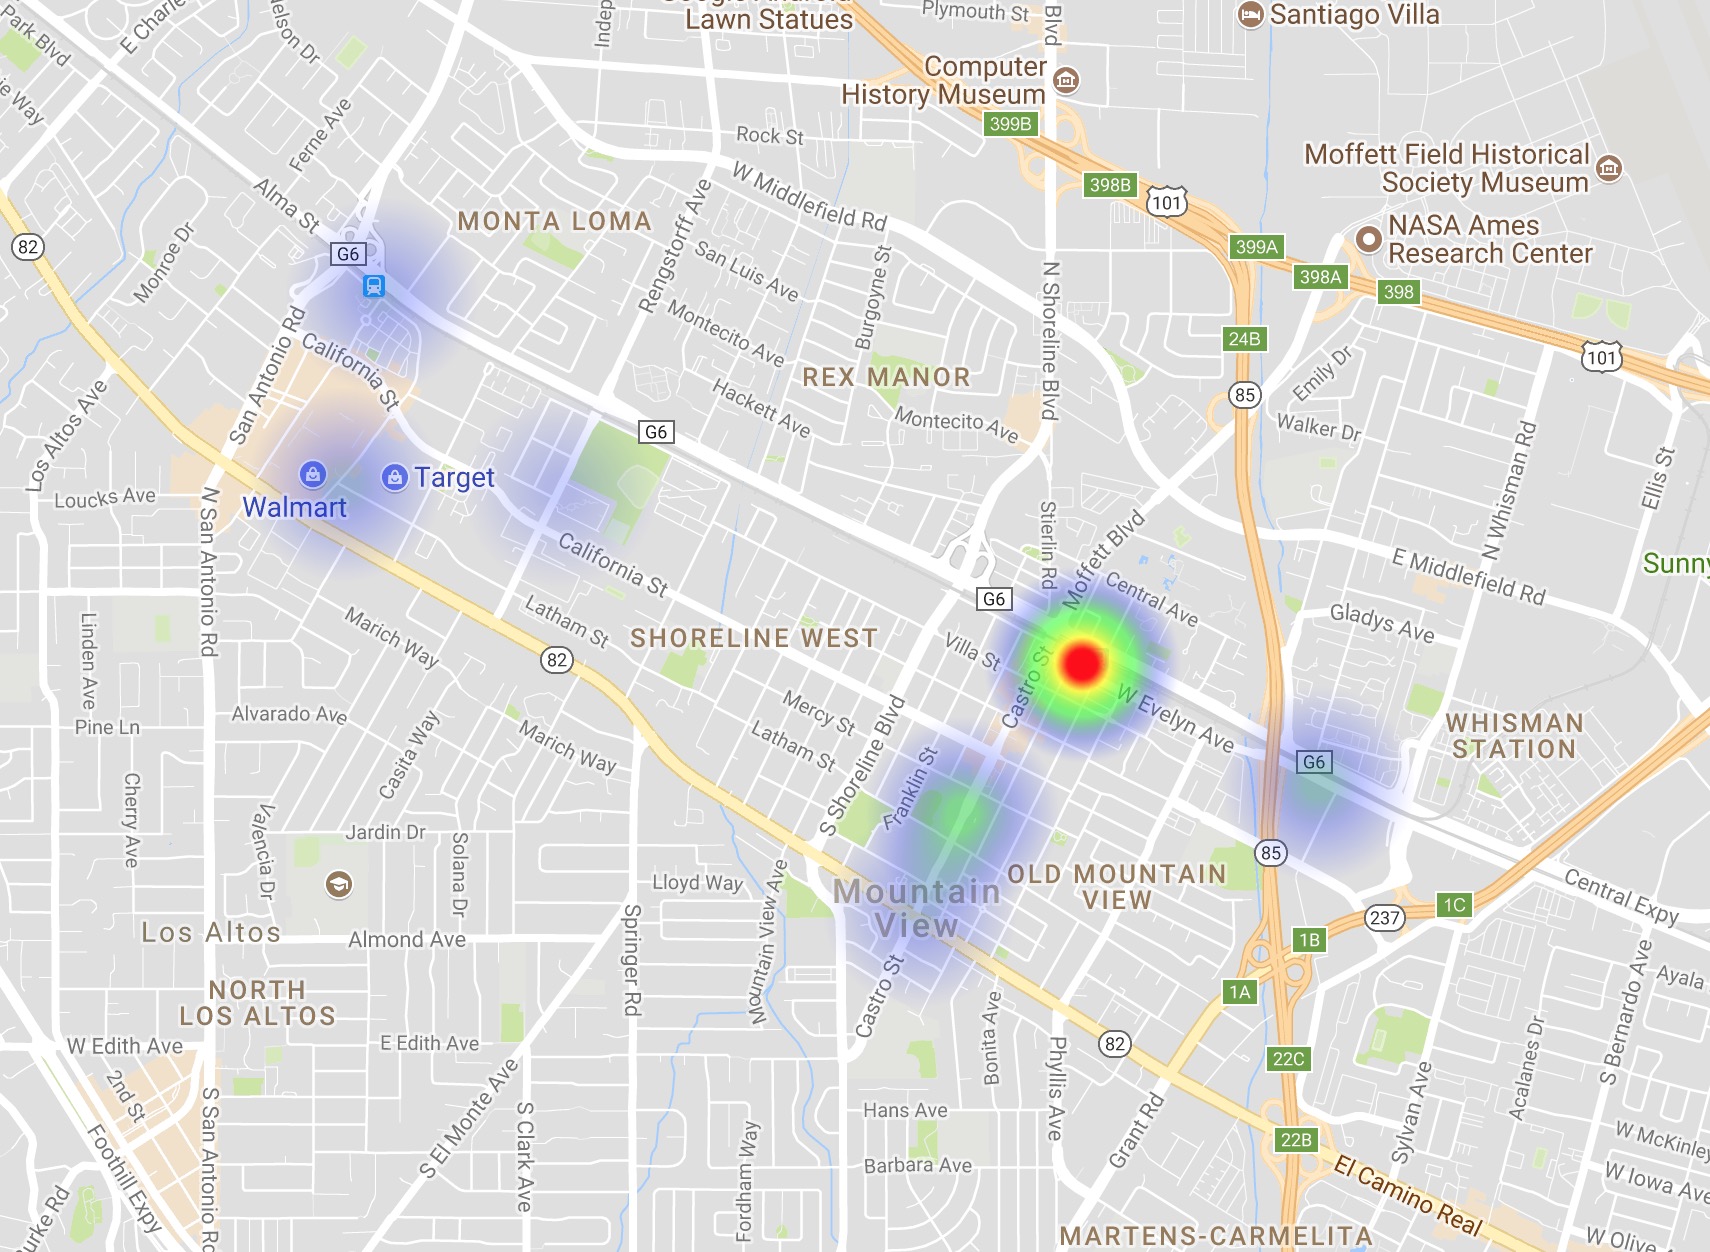 Park Blvd
E Charle
Nelson Dr
Indep
Lawn Statues
Plymouth St
Blvd
Santiago Villa
Computer
History Museum
399B
Rock St
Ferne Ave
Moffett Field Historical
Society Museum
W Middlefield Rd
398B
101
Alma St
MONTA LOMA
Rengstorff Ave
NASA Ames
Research Center
399A
398A
398
82
G6
Monroe Dr
San Luis Ave
Burgoyne St
N Shoreline Blvd
24B
101
Montecito Ave
San Antonio Rd
California St
REX MANOR
Emily Dr
85
Los Altos Ave
Hackett Ave
Montecito Ave
Walker Dr
G6
N Whisman Rd
Ellis St
Target
Walmart
Loucks Ave
N San Antonio Rd
California St
Stierlin Rd
Moffett Blvd
E Middlefield Rd
Sunny
G6
Central Ave
Gladys Ave
Linden Ave
Marich Way
Latham St
SHORELINE WEST
Villa St
Castro St
82
W Evelyn Ave
Pine Ln
Alvarado Ave
Casita Way
Marich Way
Mercy St
Latham St
S Shoreline Blvd
Franklin St
WHISMAN
STATION
G6
Cherry Ave
Valencia Dr
Jardin Dr
Solana Dr
85
Lloyd Way
Mountain View Ave
Mountain
View
OLD MOUNTAIN
VIEW
Central Expy
1C
237
Los Altos
Almond Ave
Springer Rd
1B
Castro St
NORTH
LOS ALTOS
1A
Ayala
S Bernardo Ave
Bonita Ave
W Edith Ave
E Edith Ave
82
Phyllis Ave
22C
2nd St
S San Antonio Rd
S El Monte Ave
S Clark Ave
Fordham Way
Hans Ave
Barbara Ave
Grant Rd
22B
Sylvan Ave
Acalanes Dr
W McKinley
W Iowa Ave
Foothill Expy
El Camino Real
MARTENS-CARMELITA
W Olive